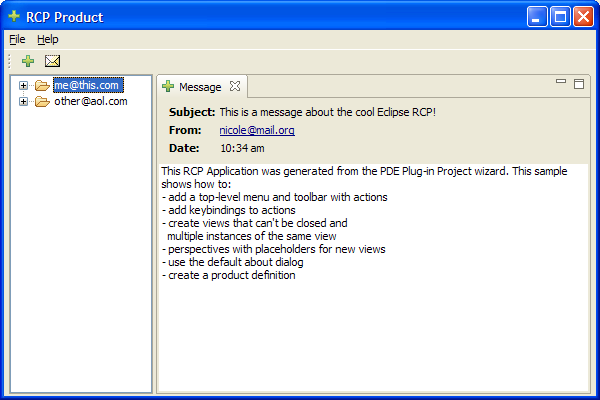 RCP Product
File Help
me@this.com
other@aol.com
Message
Subject: This is a message about the cool Eclipse RCP!
From: nicole@mail.org
Date: 10:34 am
This RCP Application was generated from the PDE Plug-in Project wizard. This sample
shows how to:
- add a top-level menu and toolbar with actions
- add keybindings to actions
- create views that can't be closed and
multiple instances of the same view
- perspectives with placeholders for new views
- use the default about dialog
- create a product definition